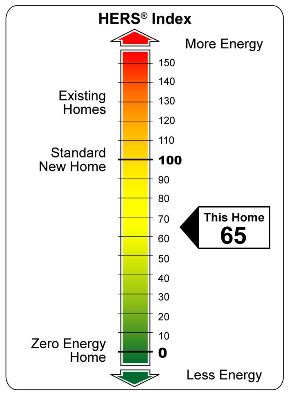 HERS® Index
More Energy
150
140
Existing
Homes
130
120
110
Standard
New Home
100
90
80
70
This Home
65
60
50
40
30
20
10
Zero Energy
Home
0
Less Energy